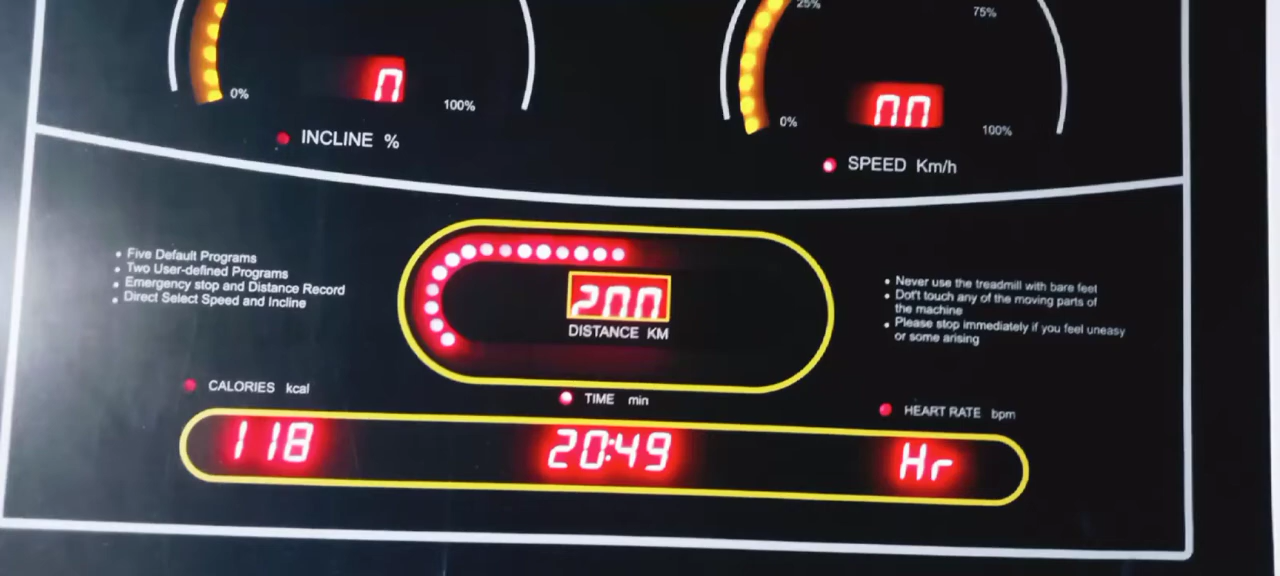 25%
75%
0%
100%
0%
100%
INCLINE %
SPEED Km/h
• Five Default Programs
• Two User-defined Programs
• Emergency stop and Distance Record
• Direct Select Speed and Incline
DISTANCE KM
• Never use the treadmill with bare feet
• Dot't touch any of the moving parts of
the machine
• Please stop immediately if you feel uneasy
or some arising
CALORIES kcal
TIME min
HEART RATE bpm
118
20:49
Hr